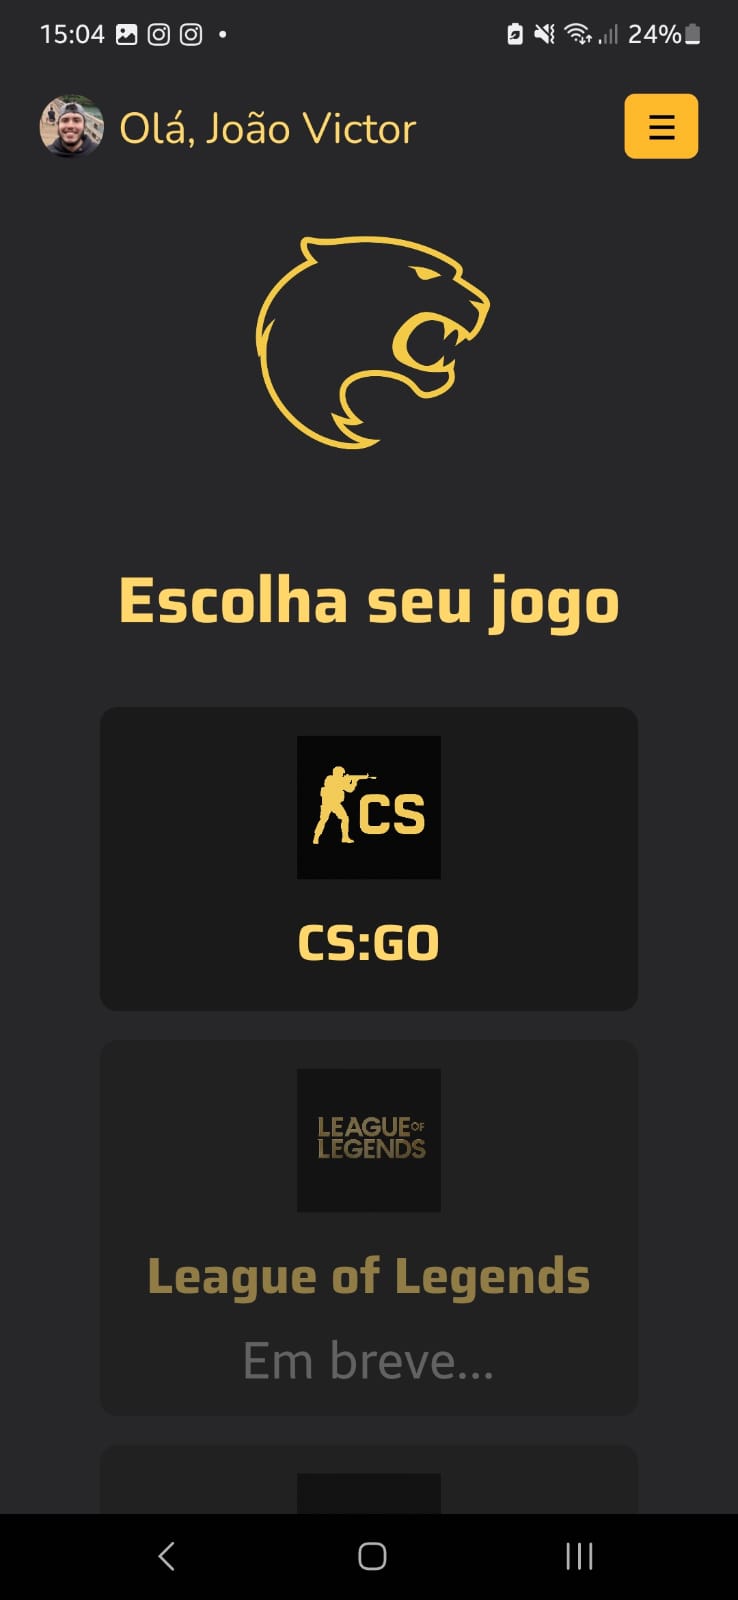 15:04
24%
Olá, João Victor
Escolha seu jogo
CS
CS:GO
LEAGUE OF
LEGENDS
League of Legends
Em breve...